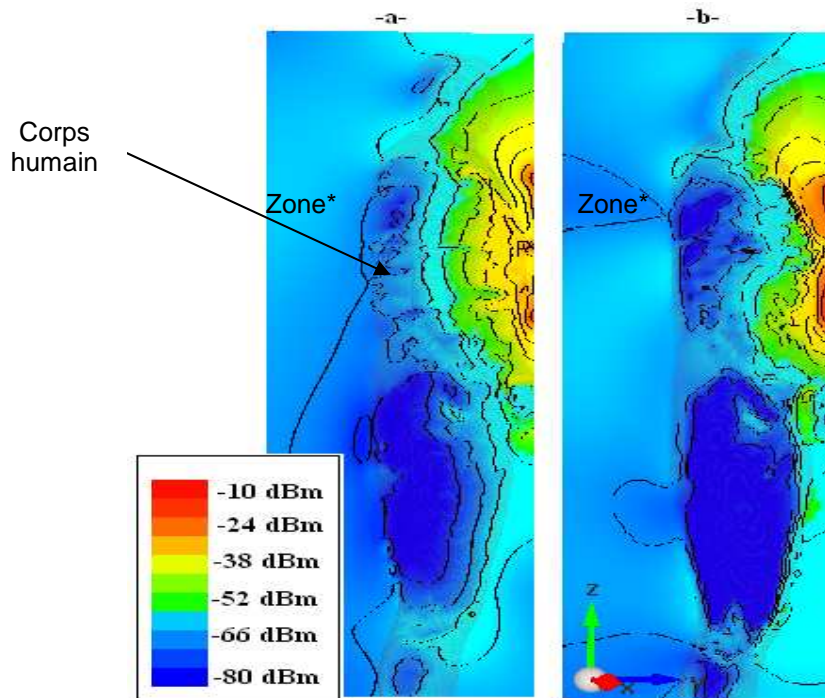 -a-
-b-
Corps
humain
Zone*
Zone*
-10 dBm
-24 dBm
-38 dBm
-52 dBm
-66 dBm
-80 dBm
Z
X